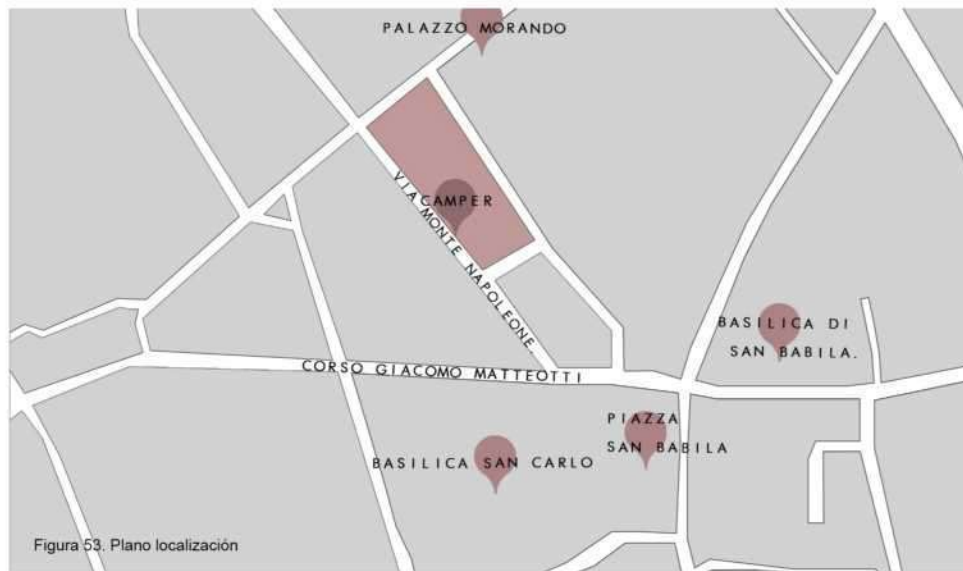 PALAZZO MORANDO
CAMPER
VIA MONTE NAPOLEONE.
BASILICA DI
SAN BABILA.
CORSO GIACOMO MATTEOTTI
PIAZZA
SAN BABILA
BASILICA SAN CARLO
Figura 53. Plano localización